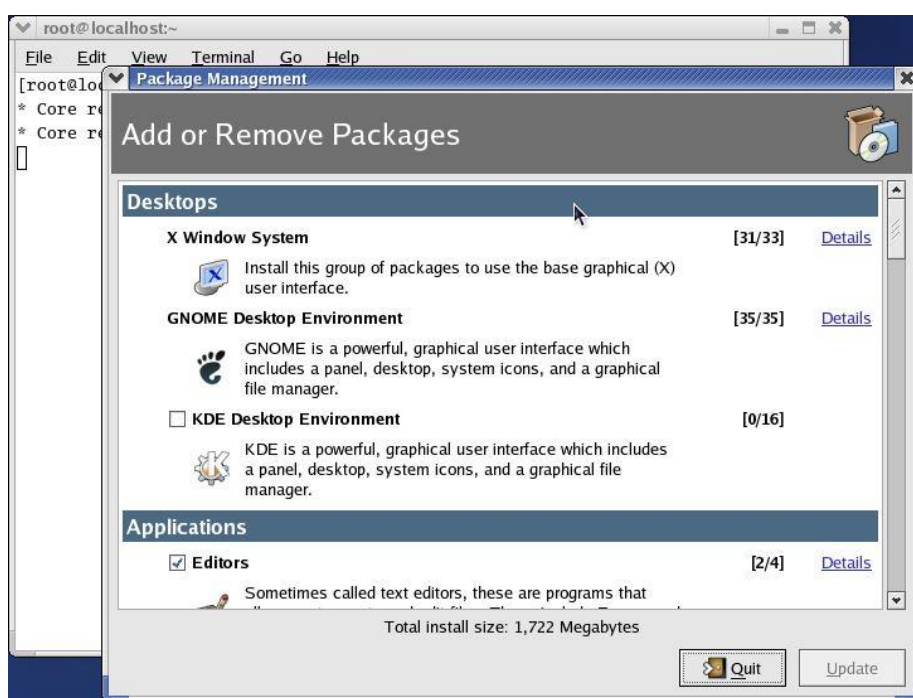 root@localhost:~
File Edit View Terminal Go Help
Package Management
[root@loc
* Core re
* Core re
Add or Remove Packages
Desktops
X Window System [31/33] Details
Install this group of packages to use the base graphical (X)
user interface.
GNOME Desktop Environment [35/35] Details
GNOME is a powerful, graphical user interface which
includes a panel, desktop, system icons, and a graphical
file manager.
KDE Desktop Environment [0/16]
KDE is a powerful, graphical user interface which includes
a panel, desktop, system icons, and a graphical file
manager.
Applications
Editors [2/4] Details
Sometimes called text editors, these are programs that
Total install size: 1,722 Megabytes
Quit Update